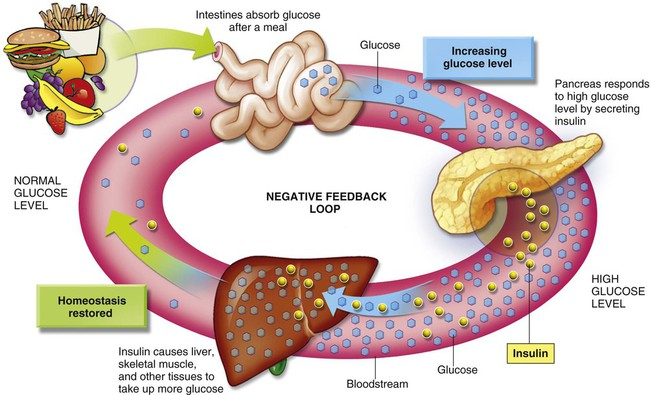 Intestines absorb glucose
after a meal
Glucose
Increasing
glucose level
Pancreas responds
to high glucose
level by secreting
insulin
NORMAL
GLUCOSE
LEVEL
NEGATIVE FEEDBACK
LOOP
HIGH
GLUCOSE
LEVEL
Homeostasis
restored
Insulin
Glucose
Bloodstream
Insulin causes liver,
skeletal muscle,
and other tissues to
take up more glucose